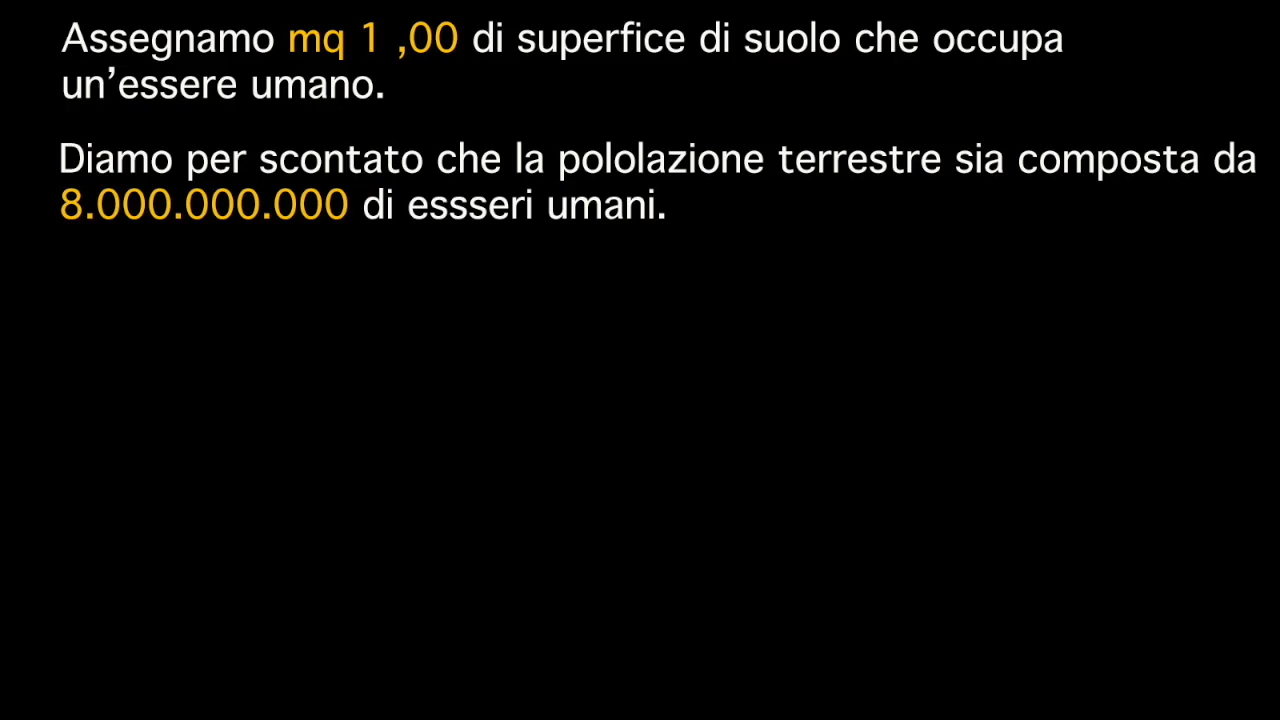 Assegnamo mq 1 ,00 di superfice di suolo che occupa
un’essere umano.
Diamo per scontato che la pololazione terrestre sia composta da
8.000.000.000 di essseri umani.